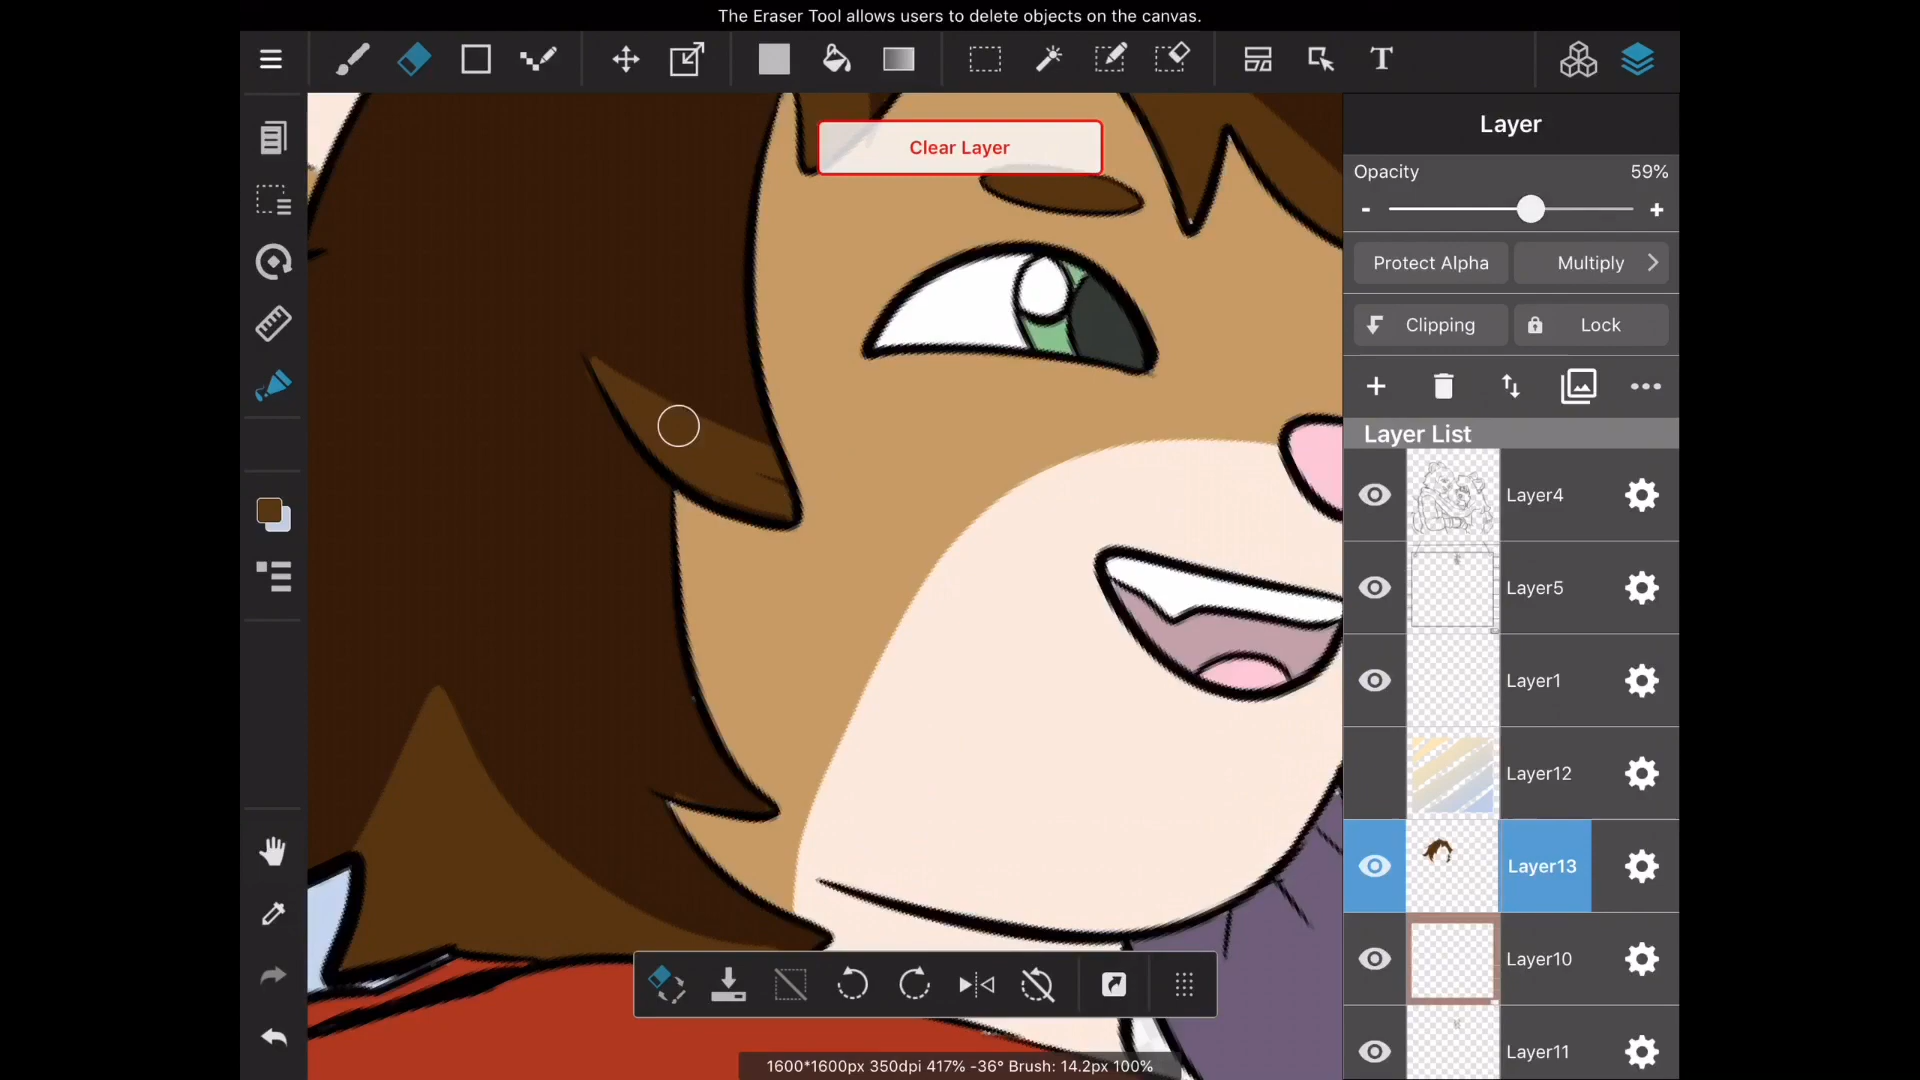 The Eraser Tool allows users to delete objects on the canvas.
T
Clear Layer
Layer
Opacity 59%
- +
Protect Alpha Multiply
Clipping Lock
Layer List
Layer4
Layer5
Layer1
Layer12
Layer13
Layer10
Layer11
1600*1600px 350dpi 417% -36° Brush: 14.2px 100%